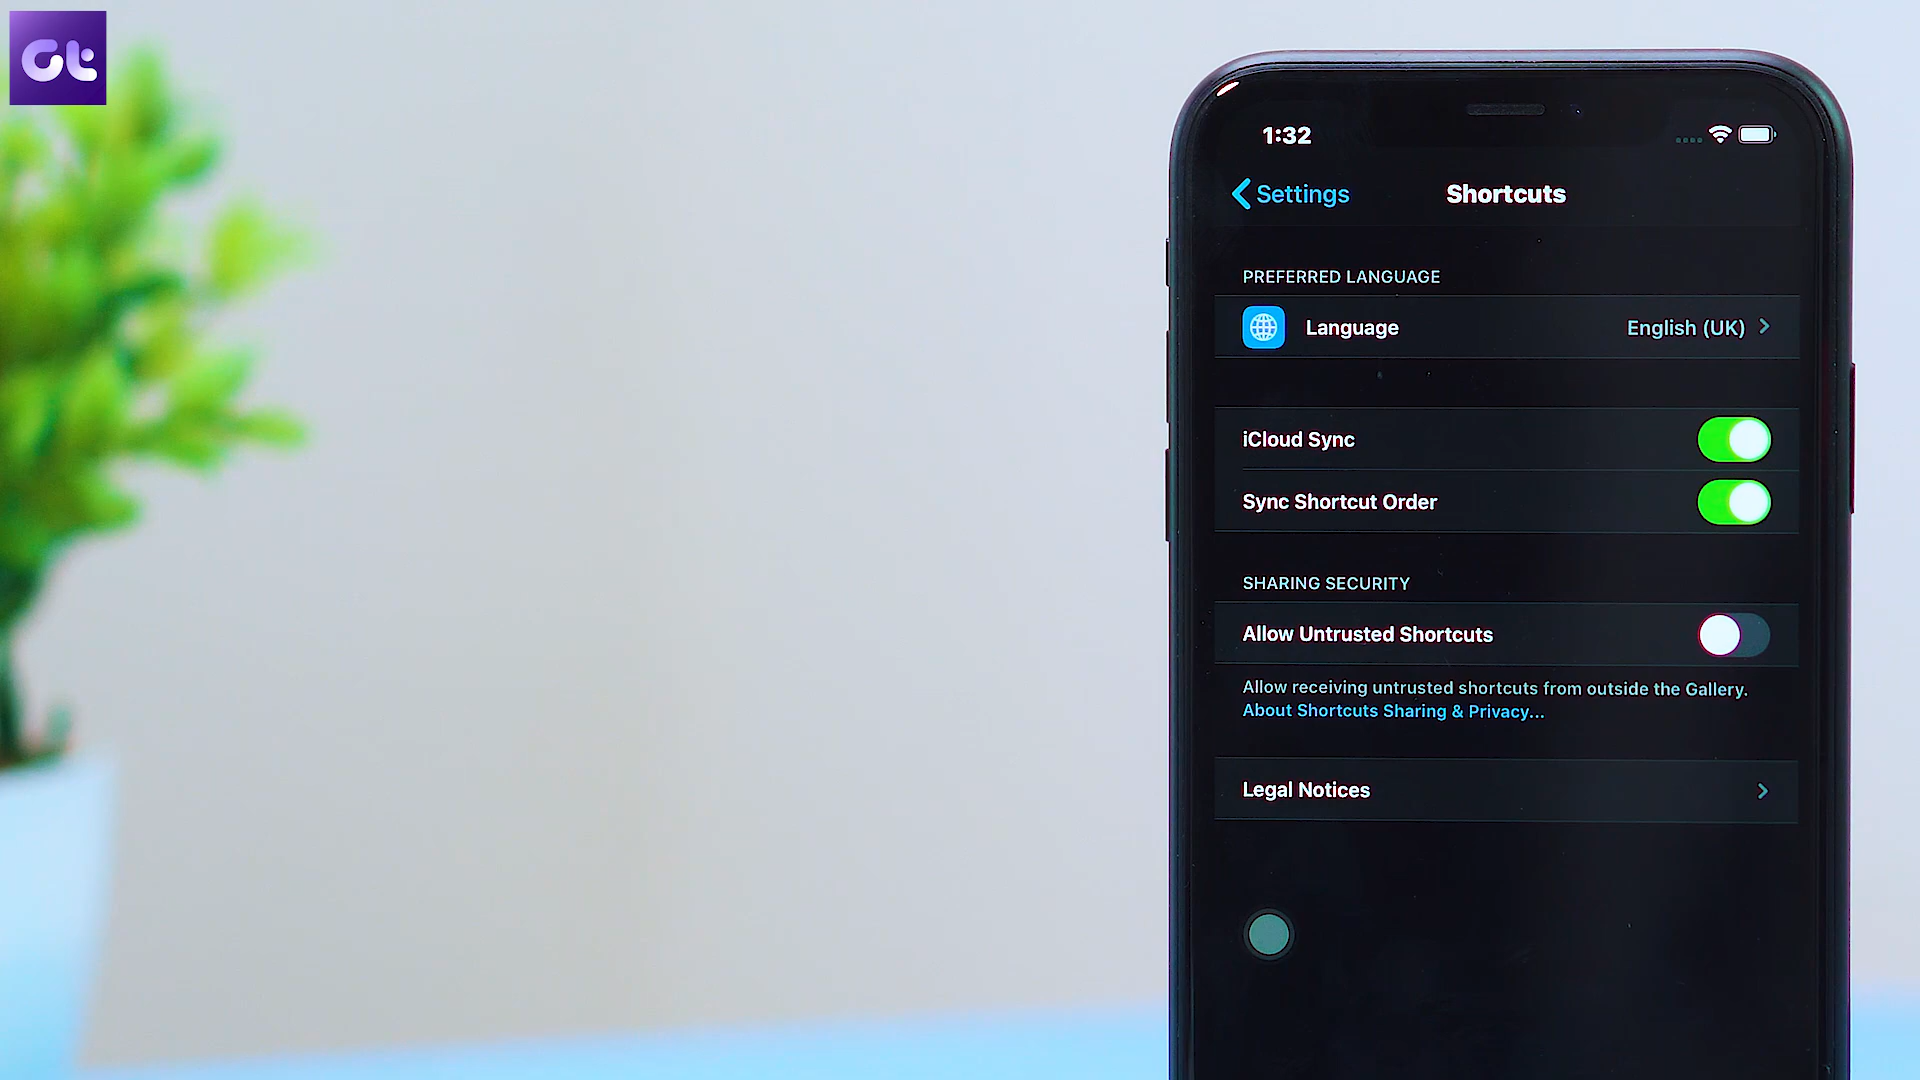 Gt
1:32
Settings
Shortcuts
PREFERRED LANGUAGE
Language
English (UK)
iCloud Sync
Sync Shortcut Order
SHARING SECURITY
Allow Untrusted Shortcuts
Allow receiving untrusted shortcuts from outside the Gallery.
About Shortcuts Sharing & Privacy...
Legal Notices